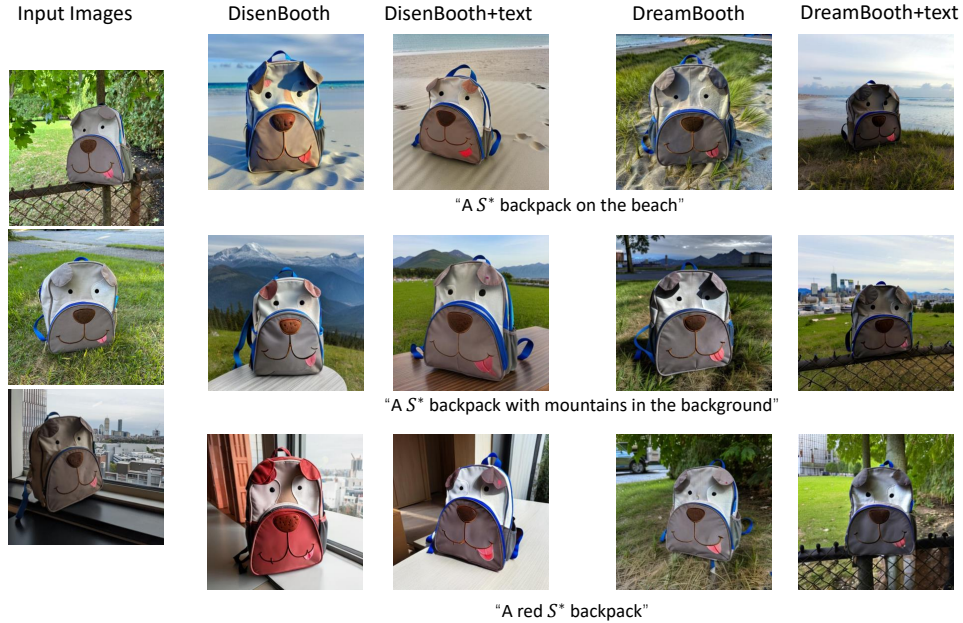 Input Images
DisenBooth
DisenBooth+text
DreamBooth
DreamBooth+text
“A S* backpack on the beach”
“A S* backpack with mountains in the background”
“A red S* backpack”